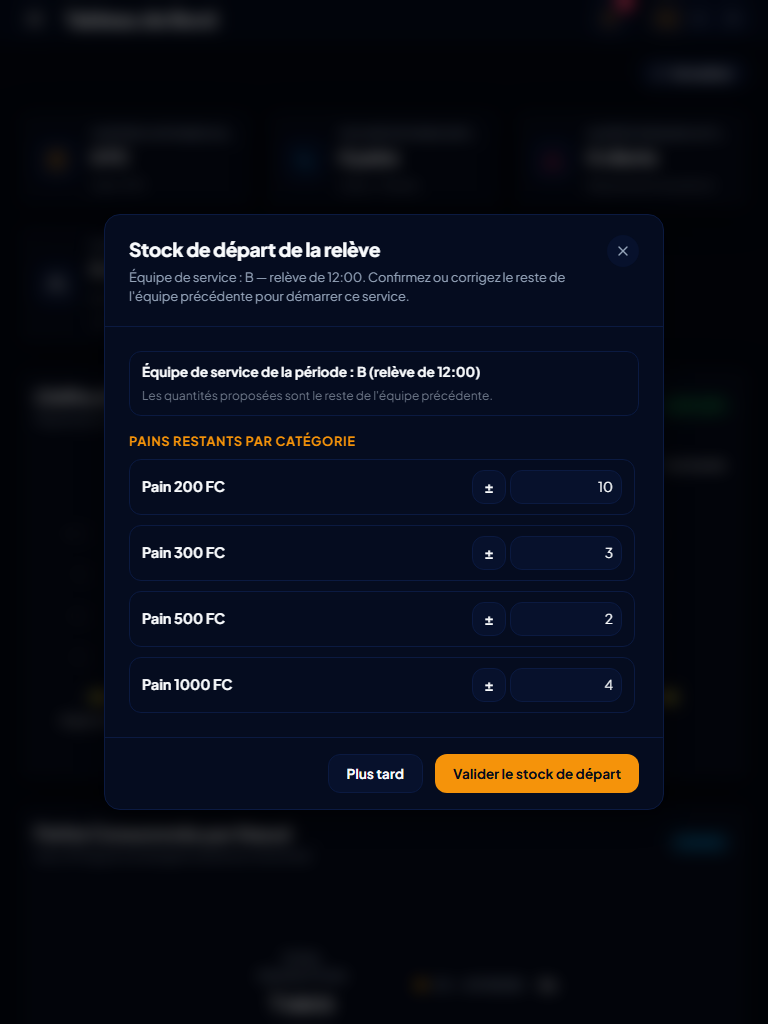 Stock de départ de la relève
Équipe de service : B — relève de 12:00. Confirmez ou corrigez le reste de
l'équipe précédente pour démarrer ce service.
Équipe de service de la période : B (relève de 12:00)
Les quantités proposées sont le reste de l'équipe précédente.
PAINS RESTANTS PAR CATÉGORIE
Pain 200 FC ± 10
Pain 300 FC ± 3
Pain 500 FC ± 2
Pain 1000 FC ± 4
Plus tard Valider le stock de départ